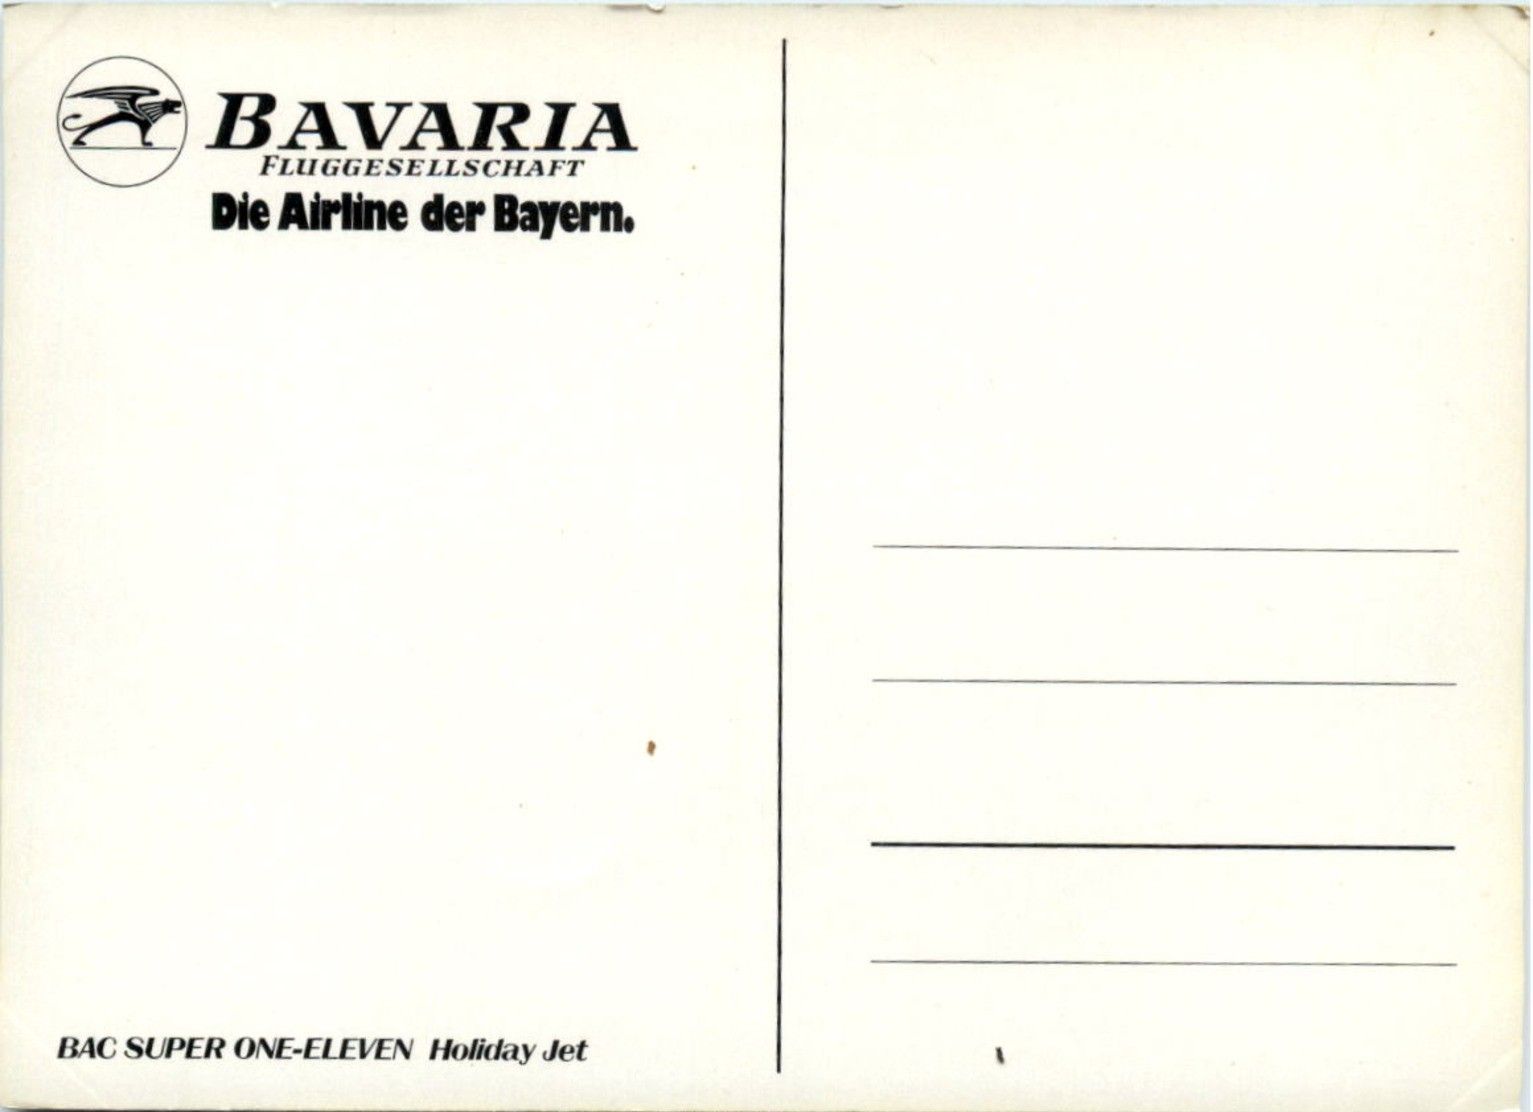 BAVARIA
FLUGGESELLSCHAFT
Die Airline der Bayern.
BAC SUPER ONE-ELEVEN Holiday Jet